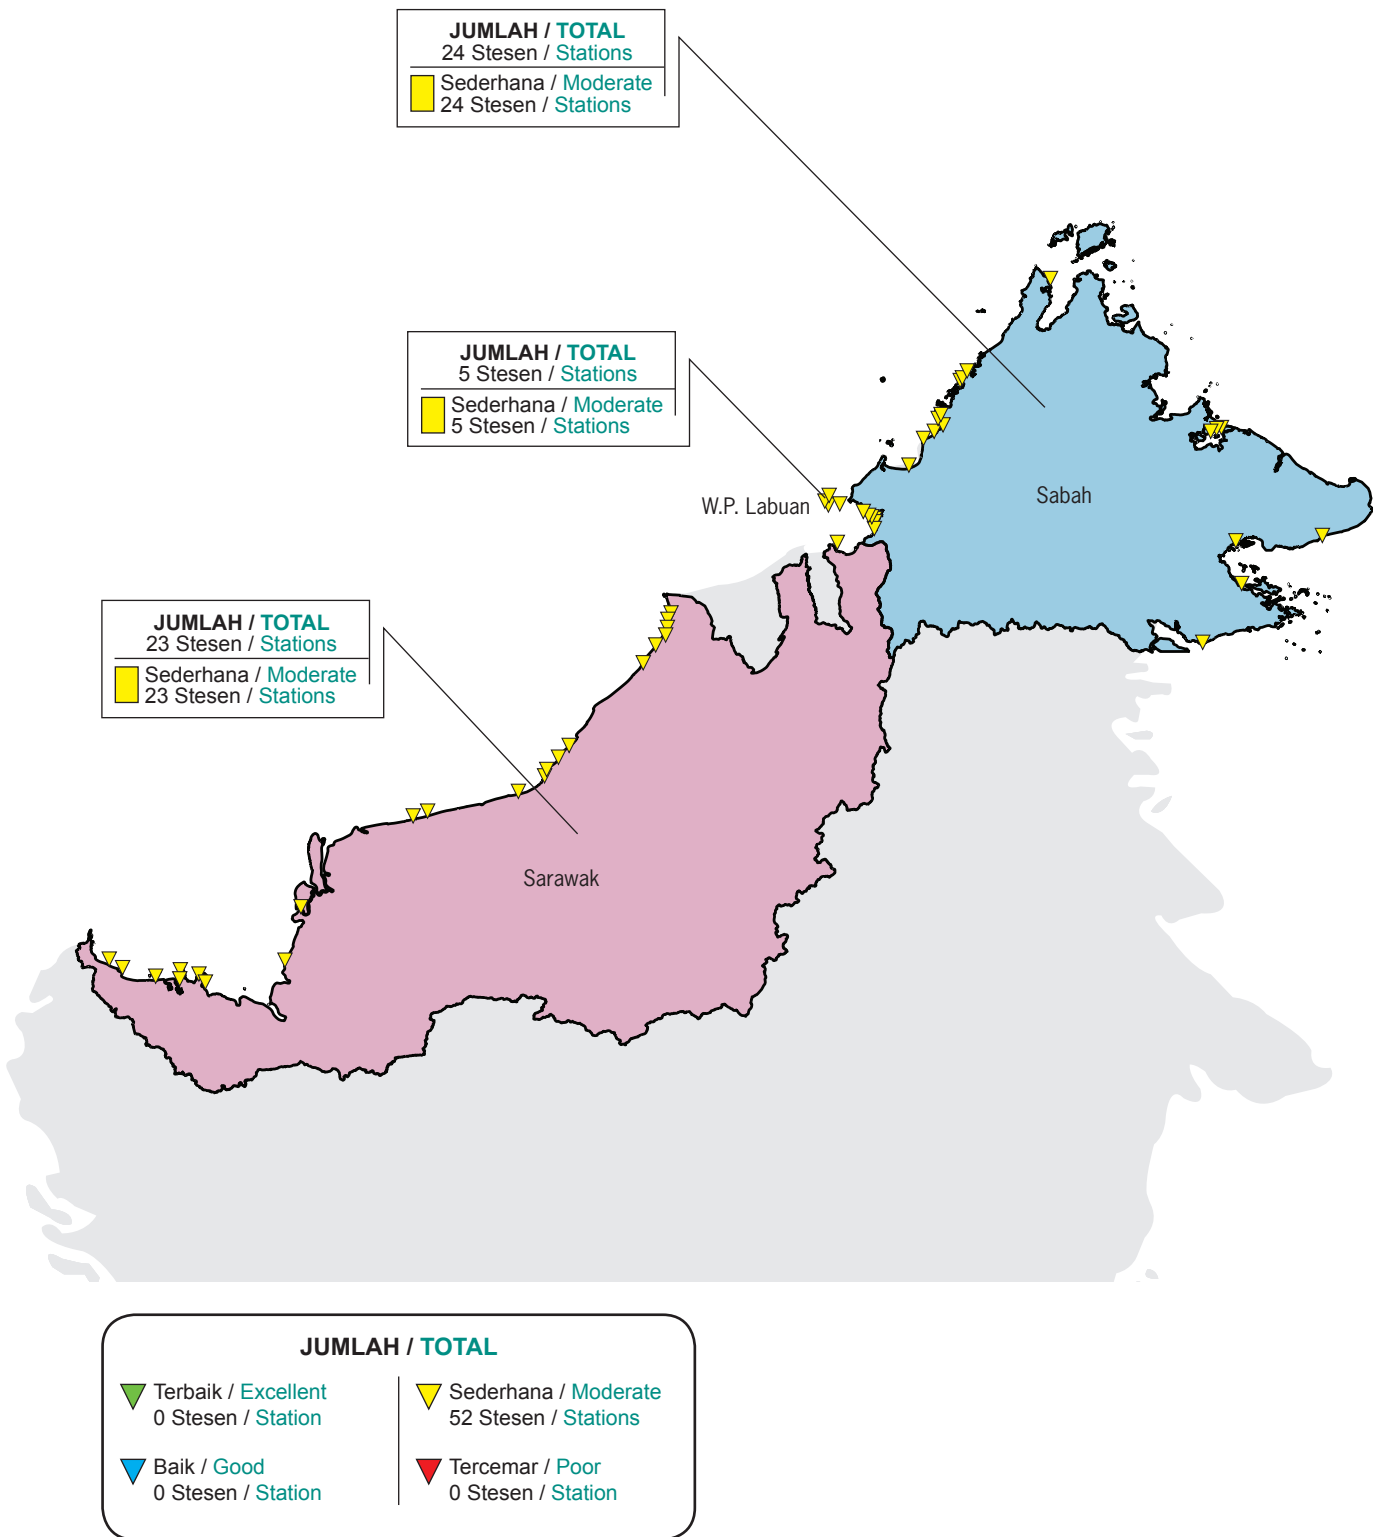 JUMLAH / TOTAL
24 Stesen / Stations
Sederhana / Moderate
24 Stesen / Stations
JUMLAH / TOTAL
5 Stesen / Stations
Sederhana / Moderate
5 Stesen / Stations
W.P. Labuan
Sabah
JUMLAH / TOTAL
23 Stesen / Stations
Sederhana / Moderate
23 Stesen / Stations
Sarawak
JUMLAH / TOTAL
Terbaik / Excellent
0 Stesen / Station
Baik / Good
0 Stesen / Station
Sederhana / Moderate
52 Stesen / Stations
Tercemar / Poor
0 Stesen / Station